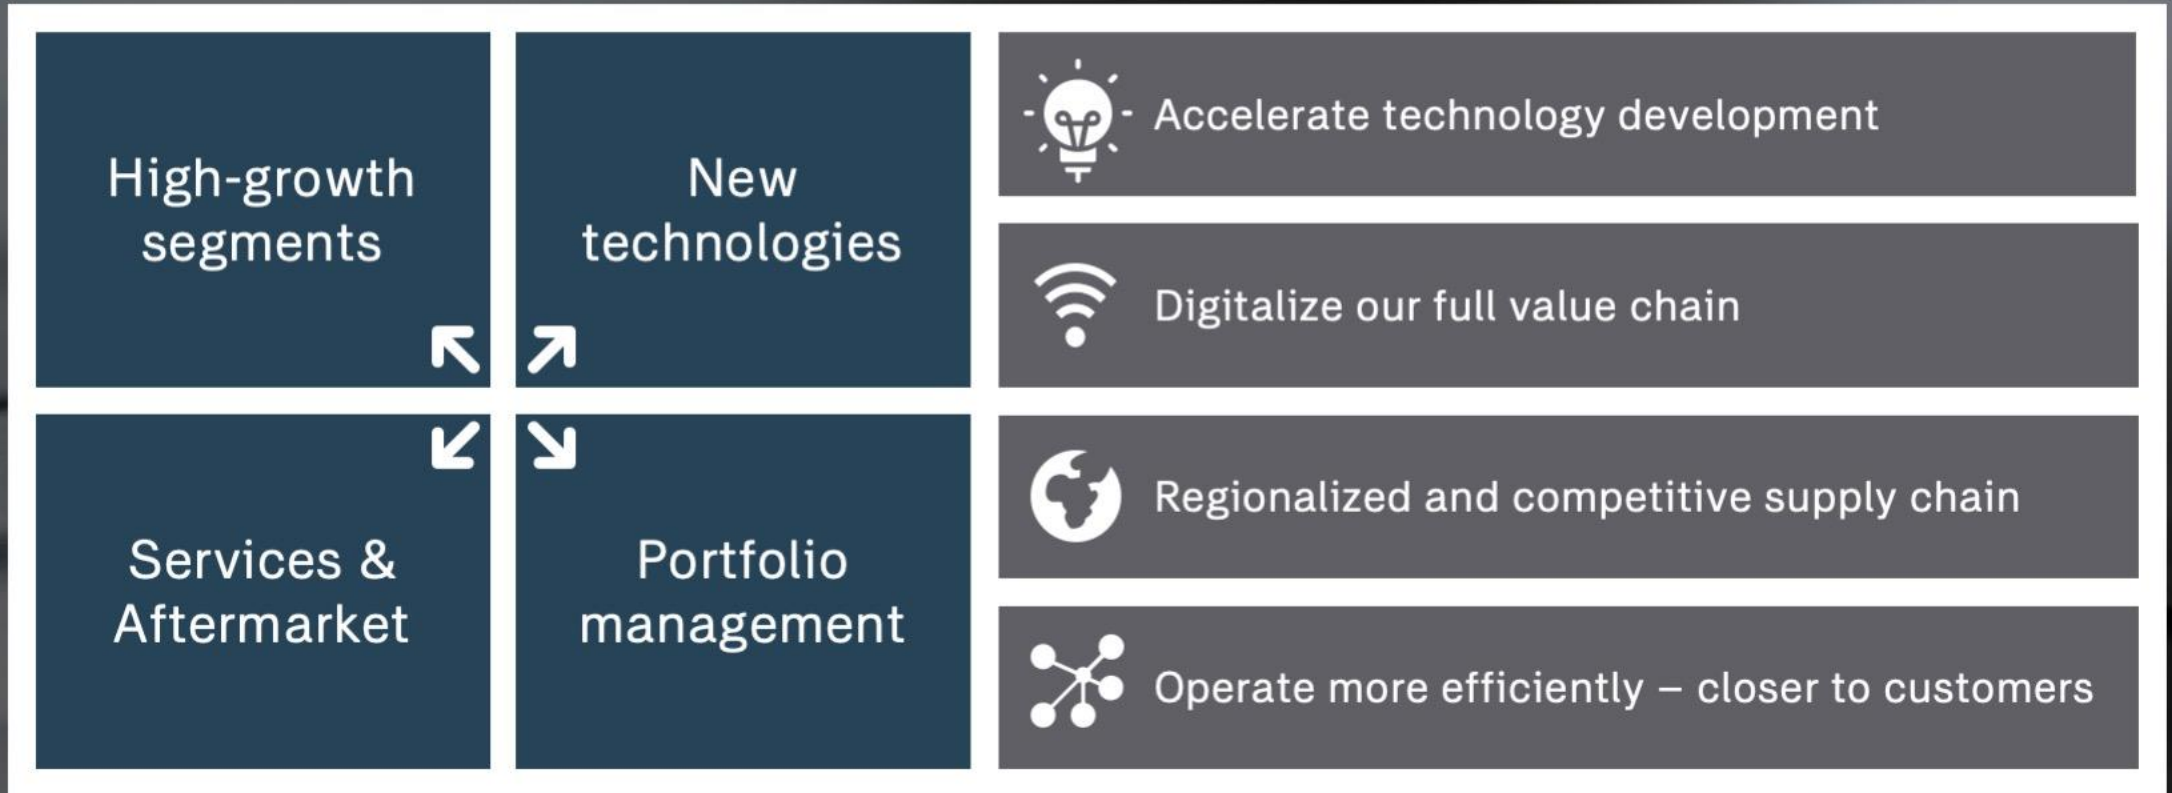 High-growth
segments
New
technologies
Services &
Aftermarket
Portfolio
management
Accelerate technology development
Digitalize our full value chain
Regionalized and competitive supply chain
Operate more efficiently – closer to customers